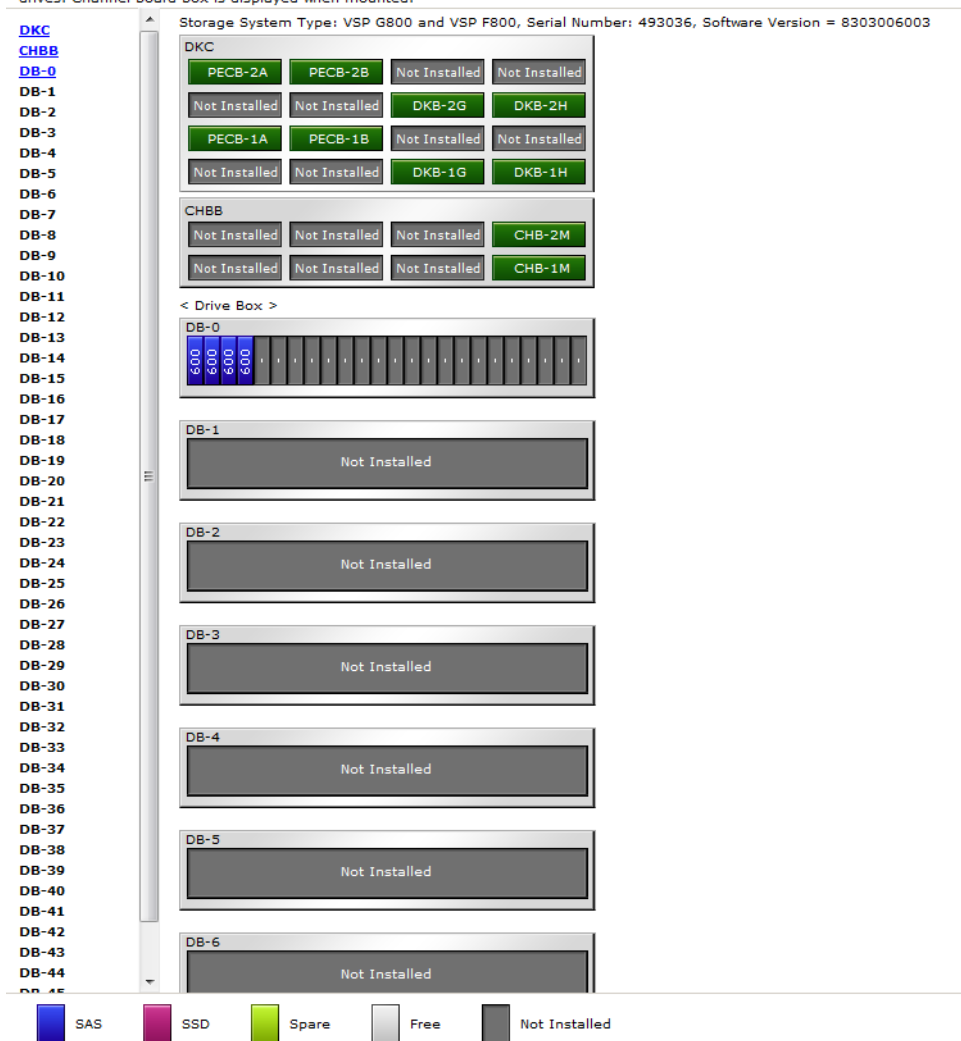 drives. Channel board box is displayed when mounted.
DKC
CHBB
DB-0
DB-1
DB-2
DB-3
DB-4
DB-5
DB-6
DB-7
DB-8
DB-9
DB-10
DB-11
DB-12
DB-13
DB-14
DB-15
DB-16
DB-17
DB-18
DB-19
DB-20
DB-21
DB-22
DB-23
DB-24
DB-25
DB-26
DB-27
DB-28
DB-29
DB-30
DB-31
DB-32
DB-33
DB-34
DB-35
DB-36
DB-37
DB-38
DB-39
DB-40
DB-41
DB-42
DB-43
DB-44
DB-45
Storage System Type: VSP G800 and VSP F800, Serial Number: 493036, Software Version = 8303006003
DKC
PECB-2A PECB-2B Not Installed Not Installed
Not Installed Not Installed DKB-2G DKB-2H
PECB-1A PECB-1B Not Installed Not Installed
Not Installed Not Installed DKB-1G DKB-1H
CHBB
Not Installed Not Installed Not Installed CHB-2M
Not Installed Not Installed Not Installed CHB-1M
< Drive Box >
DB-0
600 600 600 600 - - - - - - - - - - - - - - - - - - - -
DB-1
Not Installed
DB-2
Not Installed
DB-3
Not Installed
DB-4
Not Installed
DB-5
Not Installed
DB-6
Not Installed
SAS SSD Spare Free Not Installed